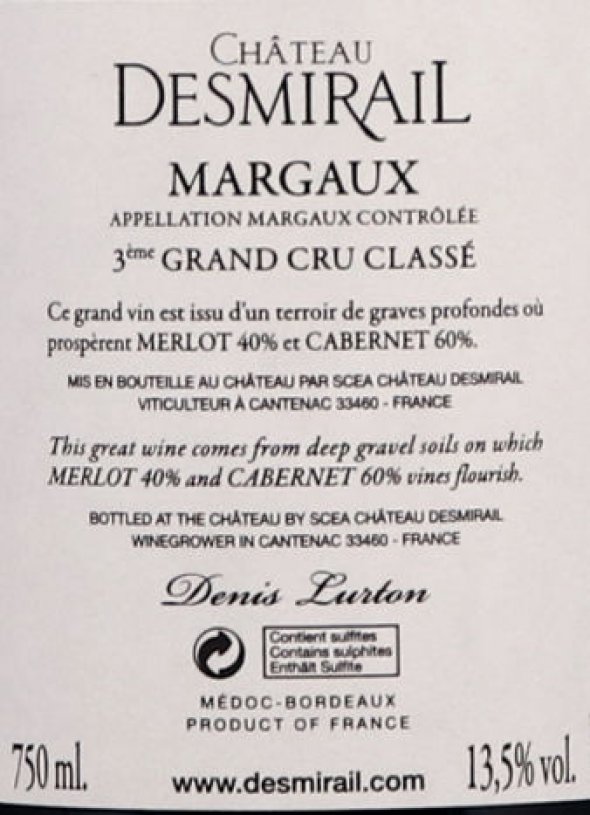 CHÂTEAU
DESMIRAIL
MARGAUX
APPELLATION MARGAUX CONTRÔLÉE
3ème GRAND CRU CLASSÉ
Ce grand vin est issu d'un terroir de graves profondes où
prospèrent MERLOT 40% et CABERNET 60%.
MIS EN BOUTEILLE AU CHÂTEAU PAR SCEA CHÂTEAU DESMIRAIL
VITICULTEUR À CANTENAC 33460 - FRANCE
This great wine comes from deep gravel soils on which
MERLOT 40% and CABERNET 60% vines flourish.
BOTTLED AT THE CHÂTEAU BY SCEA CHÂTEAU DESMIRAIL
WINEGROWER IN CANTENAC 33460 - FRANCE
Denis Lurton
Contient sulfites
Contains sulphites
Enthält Sulfite
MÉDOC-BORDEAUX
PRODUCT OF FRANCE
750 ml.
www.desmirail.com
13,5% vol.